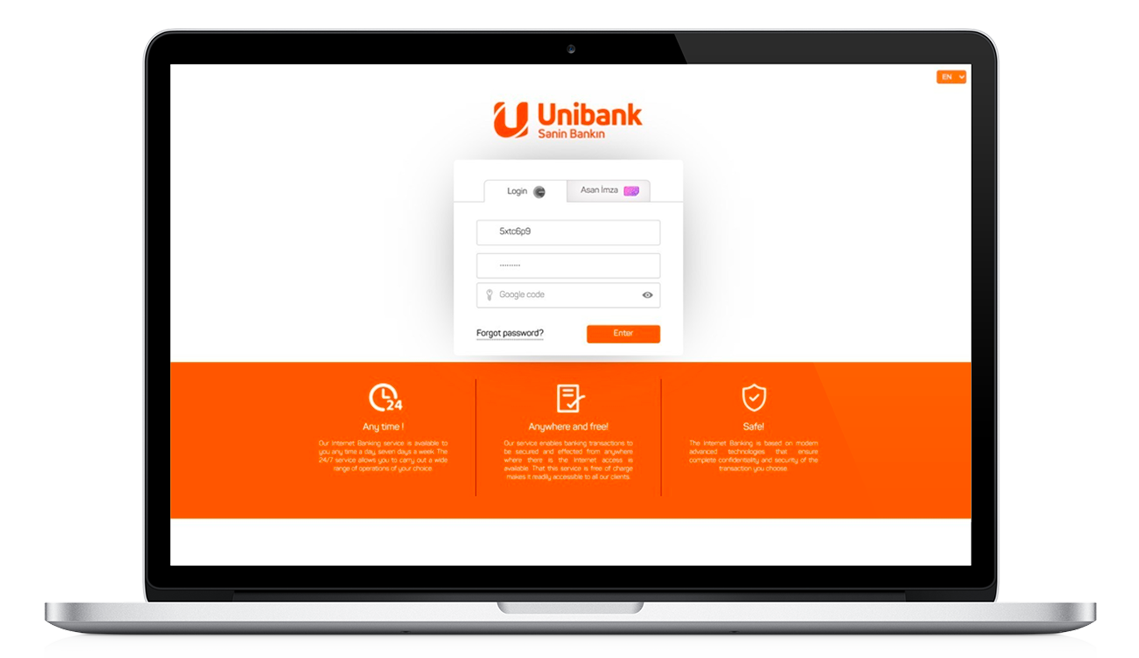 EN
Unibank
Sənin Bankın
Login
Asan İmza
5xtc6p9
Google code
Forgot password?
Enter
24
Any time !
Anywhere and free!
Safe!
Our Internet Banking service is available to
you any time a day, seven days a week. The
24/7 service allows you to carry out a wide
range of operations of your choice
Our service enables banking transactions to
be secured and effected from anywhere
where there is the internet access is
available. That this service is free of charge
makes it readily accessible to all our clients.
The Internet Banking is based on modern
advanced technologies that ensure
complete confidentiality and security of the
transaction you choose.